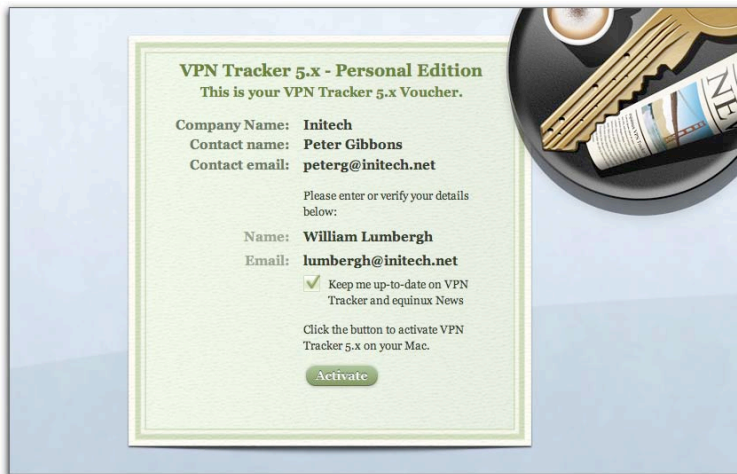 VPN Tracker 5.x - Personal Edition
This is your VPN Tracker 5.x Voucher.
Company Name: Initech
Contact name: Peter Gibbons
Contact email: peterg@initech.net
Please enter or verify your details
below:
Name: William Lumbergh
Email: lumbergh@initech.net
Keep me up-to-date on VPN
Tracker and equinux News
Click the button to activate VPN
Tracker 5.x on your Mac.
Activate